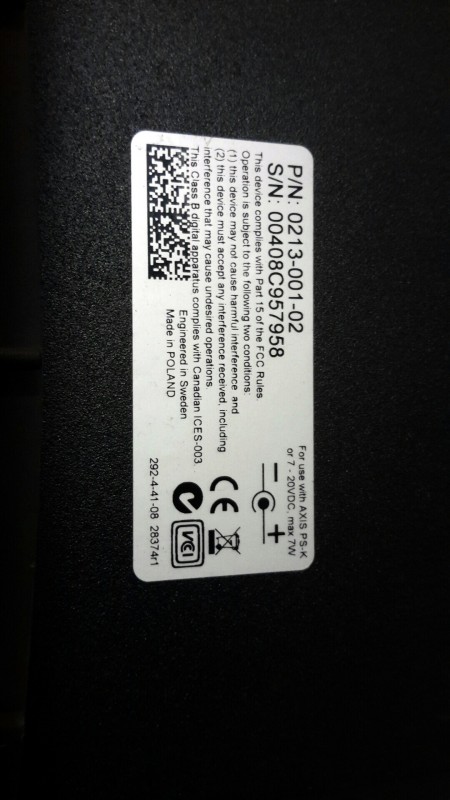 P/N: 0213-001-02
S/N: 00408C957958
This device complies with Part 15 of the FCC Rules.
Operation is subject to the following two conditions:
(1) this device may not cause harmful interference, and
(2) this device must accept any interference received, including
interference that may cause undesired operations.
This Class B digital apparatus complies with Canadian ICES-003.
Engineered in Sweden
Made in POLAND
For use with AXIS PS-K
or 7 - 20VDC, max 7W
- +
CE
VCI
292-4-41-08 28374r1